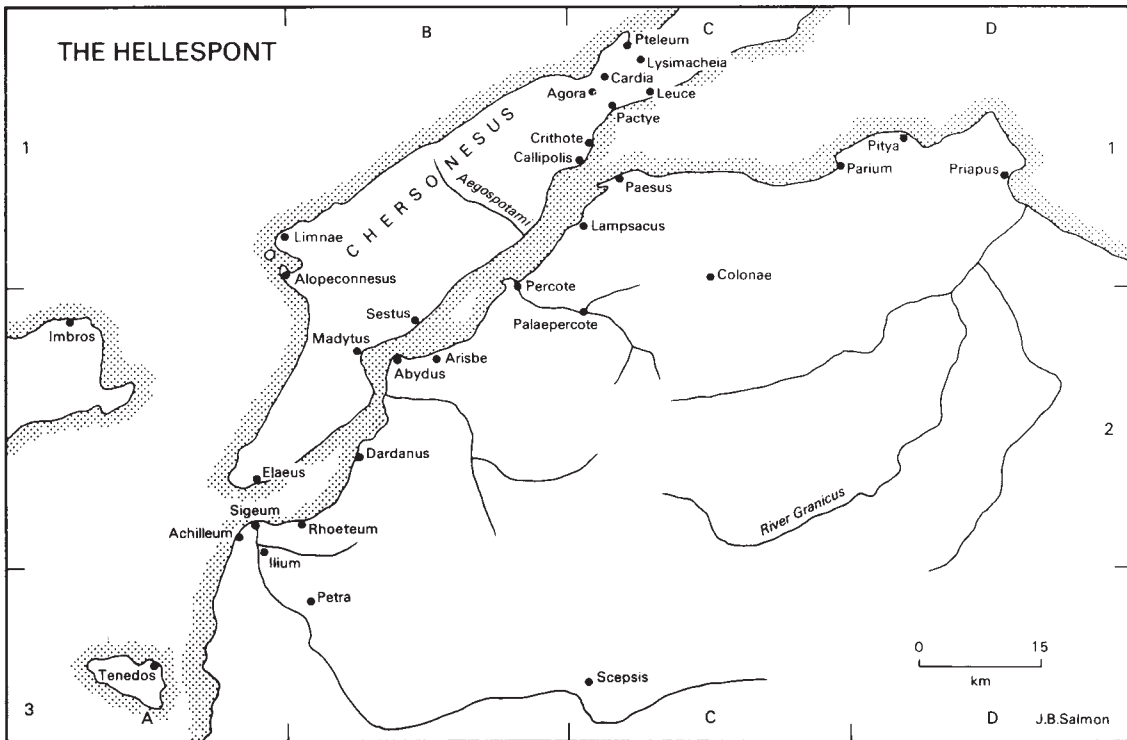 THE HELLESPONT
B
C
D
Pteleum
Lysimacheia
Cardia
Agora
Leuce
Pactye
1
Crithote
Callipolis
Pitya
1
Parium
Priapus
Paesus
CHERSONESUS
Aegospotami
Lampsacus
Limnae
Alopeconnesus
Colonae
Percote
Palaepercote
Sestus
Imbros
Madytus
Abydus
Arisbe
2
Dardanus
Elaeus
Sigeum
Achilleum
Rhoeteum
River Granicus
Ilium
Petra
0 15
km
Tenedos
Scepsis
3
A
C
D
J.B.Salmon